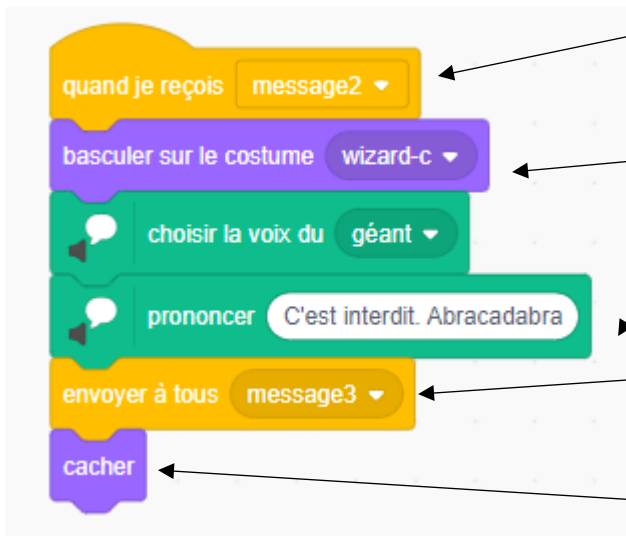 quand je reçois message2
basculer sur le costume wizard-c
choisir la voix du géant
prononcer C'est interdit. Abracadabra
envoyer à tous message3
cacher